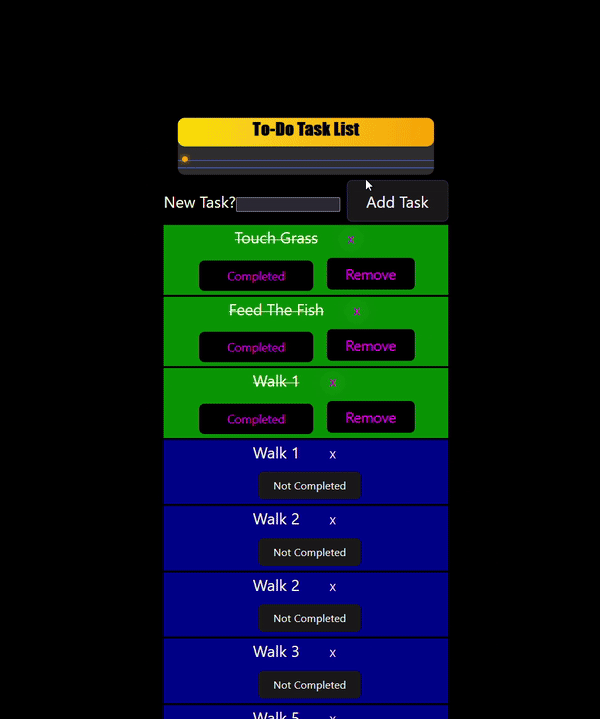 To-Do Task List
New Task? Add Task
Touch Grass x
Completed Remove
Feed The Fish x
Completed Remove
Walk 1 x
Completed Remove
Walk 1 x
Not Completed
Walk 2 x
Not Completed
Walk 2 x
Not Completed
Walk 3 x
Not Completed
Walk 5 x